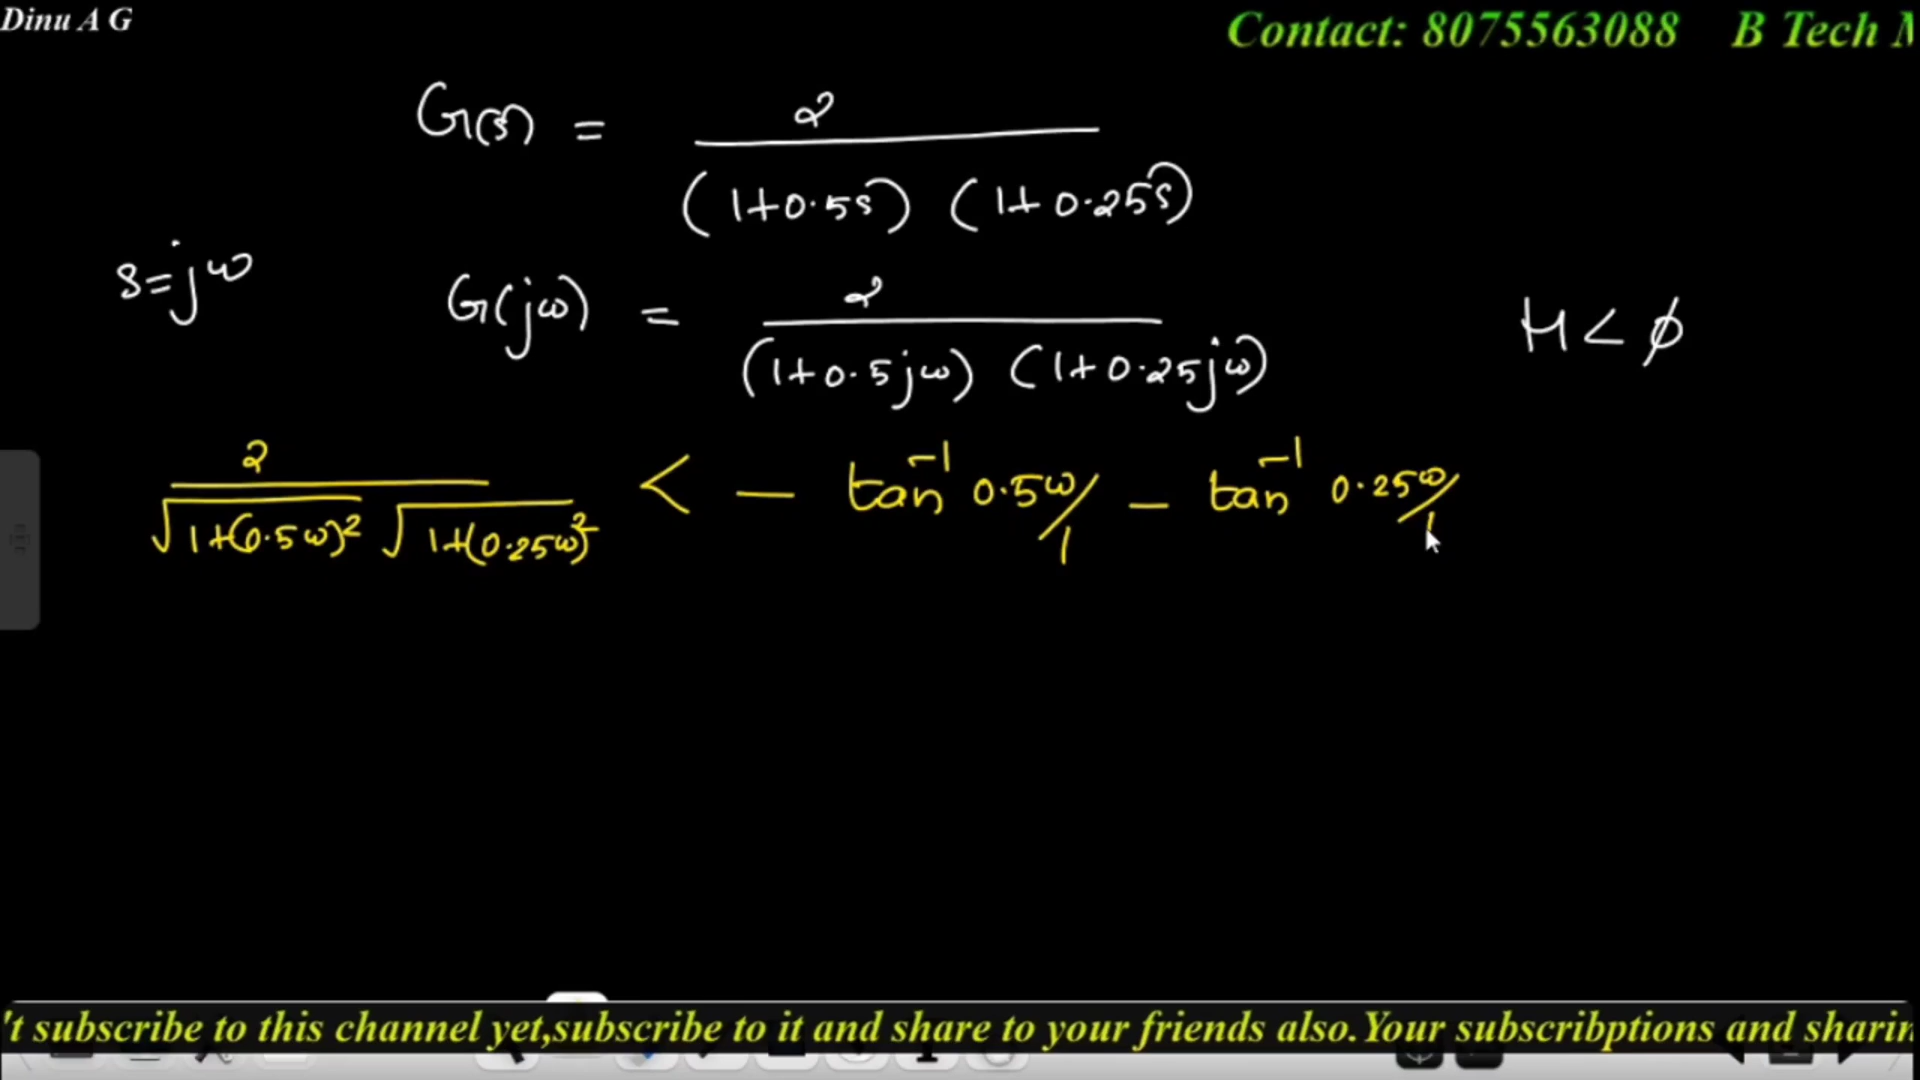 Dinu A G
Contact: 8075563088 B Tech M
G(s) = 2 / (1+0.5s) (1+0.25s)
s=jω
G(jω) = 2 / (1+0.5jω) (1+0.25jω)
M∠ϕ
2 / √1+(0.5ω)² √1+(0.25ω)² ∠ - tan⁻¹ 0.5ω/1 - tan⁻¹ 0.25ω/1
't subscribe to this channel yet,subscribe to it and share to your friends also.Your subscribptions and sharin